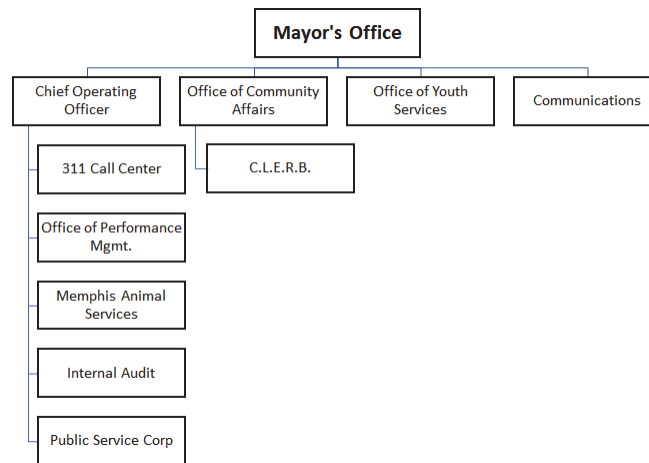 Mayor's Office
Chief Operating
Officer
Office of Community
Affairs
Office of Youth
Services
Communications
311 Call Center
C.L.E.R.B.
Office of Performance
Mgmt.
Memphis Animal
Services
Internal Audit
Public Service Corp